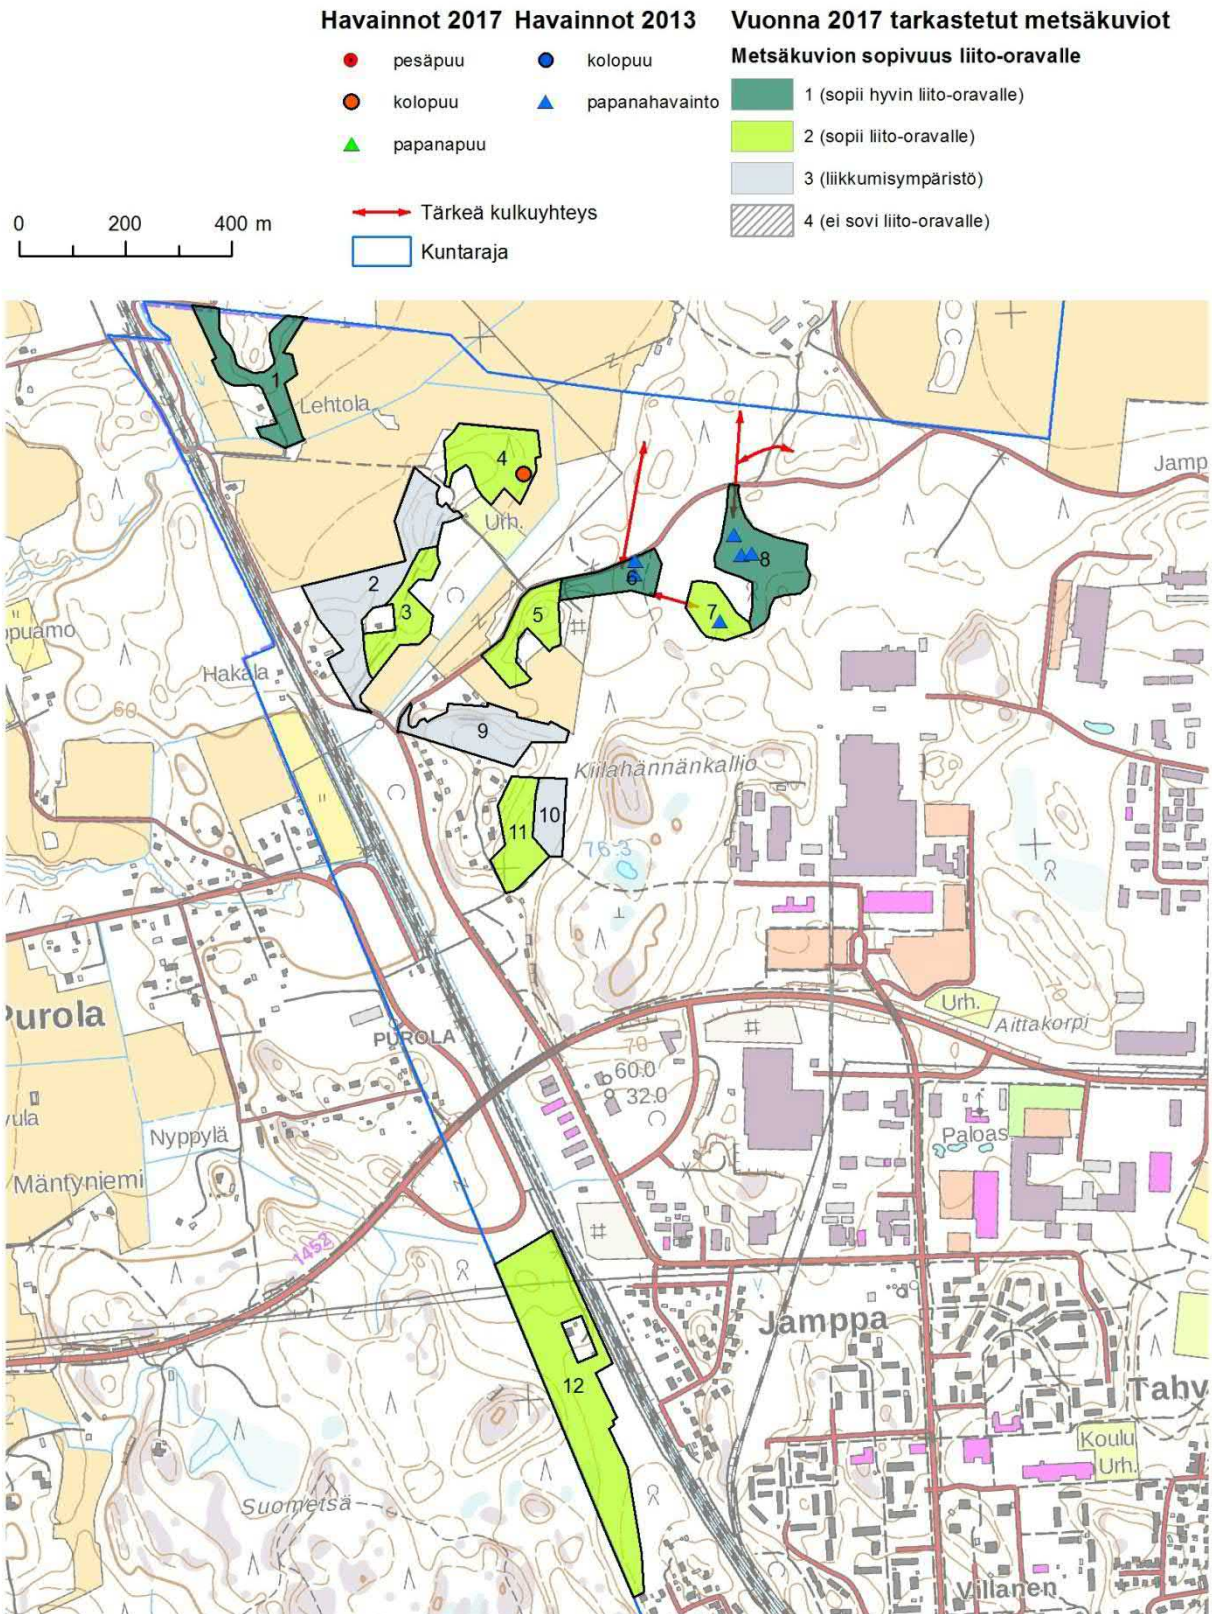 Havainnot 2017 Havainnot 2013 Vuonna 2017 tarkastetut metsäkuviot
Metsäkuvion sopivuus liito-oravalle
pesäpuu
kolopuu
1 (sopii hyvin liito-oravalle)
kolopuu
papanahavainto
2 (sopii liito-oravalle)
papanapuu
3 (liikkumisympäristö)
0 200 400 m
Tärkeä kulkuyhteys
4 (ei sovi liito-oravalle)
Kuntaraja
1
Lehtola
4
Jamp
Urh.
2
8
6
3
5
7
opuamo
Hakala
60
9
Kiilahännänkallio
10
11
76-3
70
Urh.
Aittakorpi
Purola
PUROLA
70
60.0
32.0
vula
Nyppylä
Paloas.
Mäntyniemi
1452
Jamppa
12
Tahv
Koulu
Urh.
Suometsä
Villanen